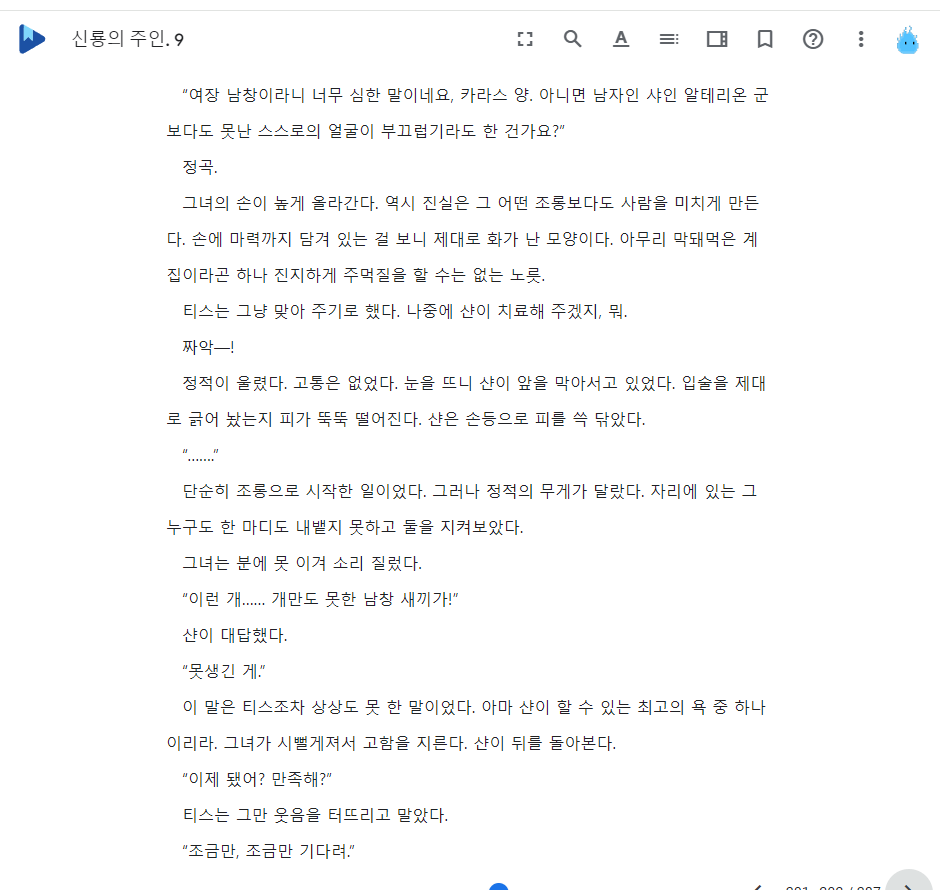 신룡의 주인. 9
“여장 남창이라니 너무 심한 말이네요, 카라스 양. 아니면 남자인 샤인 알테리온 군
보다도 못난 스스로의 얼굴이 부끄럽기라도 한 건가요?”
정곡.
그녀의 손이 높게 올라간다. 역시 진실은 그 어떤 조롱보다도 사람을 미치게 만든
다. 손에 마력까지 담겨 있는 걸 보니 제대로 화가 난 모양이다. 아무리 막돼먹은 계
집이라곤 하나 진지하게 주먹질을 할 수는 없는 노릇.
티스는 그냥 맞아 주기로 했다. 나중에 샨이 치료해 주겠지, 뭐.
짜악―!
정적이 울렸다. 고통은 없었다. 눈을 뜨니 샨이 앞을 막아서고 있었다. 입술을 제대
로 긁어 놨는지 피가 뚝뚝 떨어진다. 샨은 손등으로 피를 쓱 닦았다.
“…….”
단순히 조롱으로 시작한 일이었다. 그러나 정적의 무게가 달랐다. 자리에 있는 그
누구도 한 마디도 내뱉지 못하고 둘을 지켜보았다.
그녀는 분에 못 이겨 소리 질렀다.
“이런 개…… 개만도 못한 남창 새끼가!”
샨이 대답했다.
“못생긴 게.”
이 말은 티스조차 상상도 못 한 말이었다. 아마 샨이 할 수 있는 최고의 욕 중 하나
이리라. 그녀가 시뻘게져서 고함을 지른다. 샨이 뒤를 돌아본다.
“이제 됐어? 만족해?”
티스는 그만 웃음을 터뜨리고 말았다.
“조금만, 조금만 기다려.”